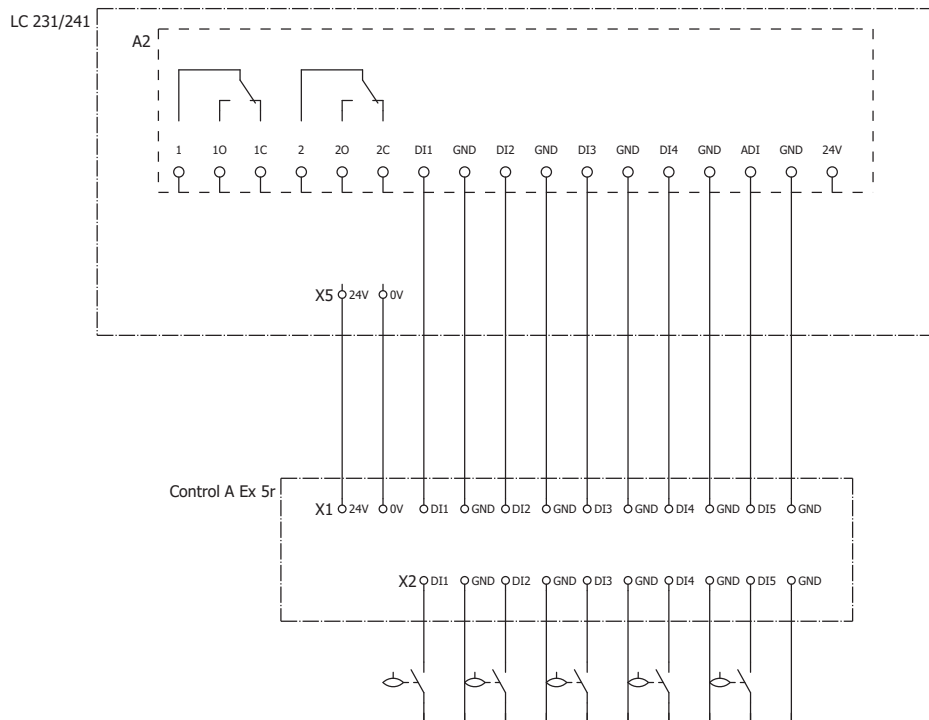 LC 231/241
A2
1 1O 1C 2 2O 2C DI1 GND DI2 GND DI3 GND DI4 GND ADI GND 24V
X5 24V 0V
Control A Ex 5r
X1 24V 0V DI1 GND DI2 GND DI3 GND DI4 GND DI5 GND
X2 DI1 GND DI2 GND DI3 GND DI4 GND DI5 GND